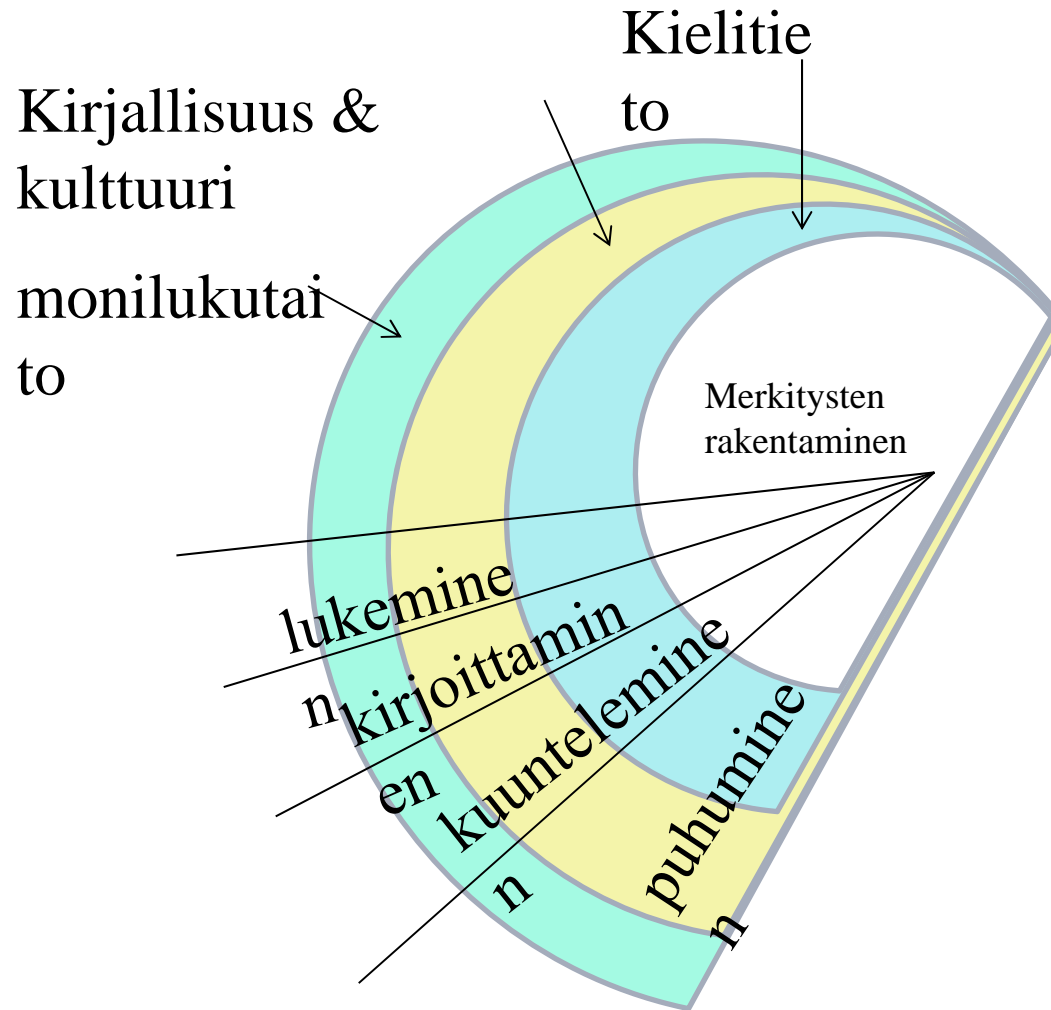 Kielitie
to
Kirjallisuus &
kulttuuri
monilukutai
to
Merkitysten
rakentaminen
lukemine
n
kirjoittamin
en
kuuntelemine
n
puhumine
n